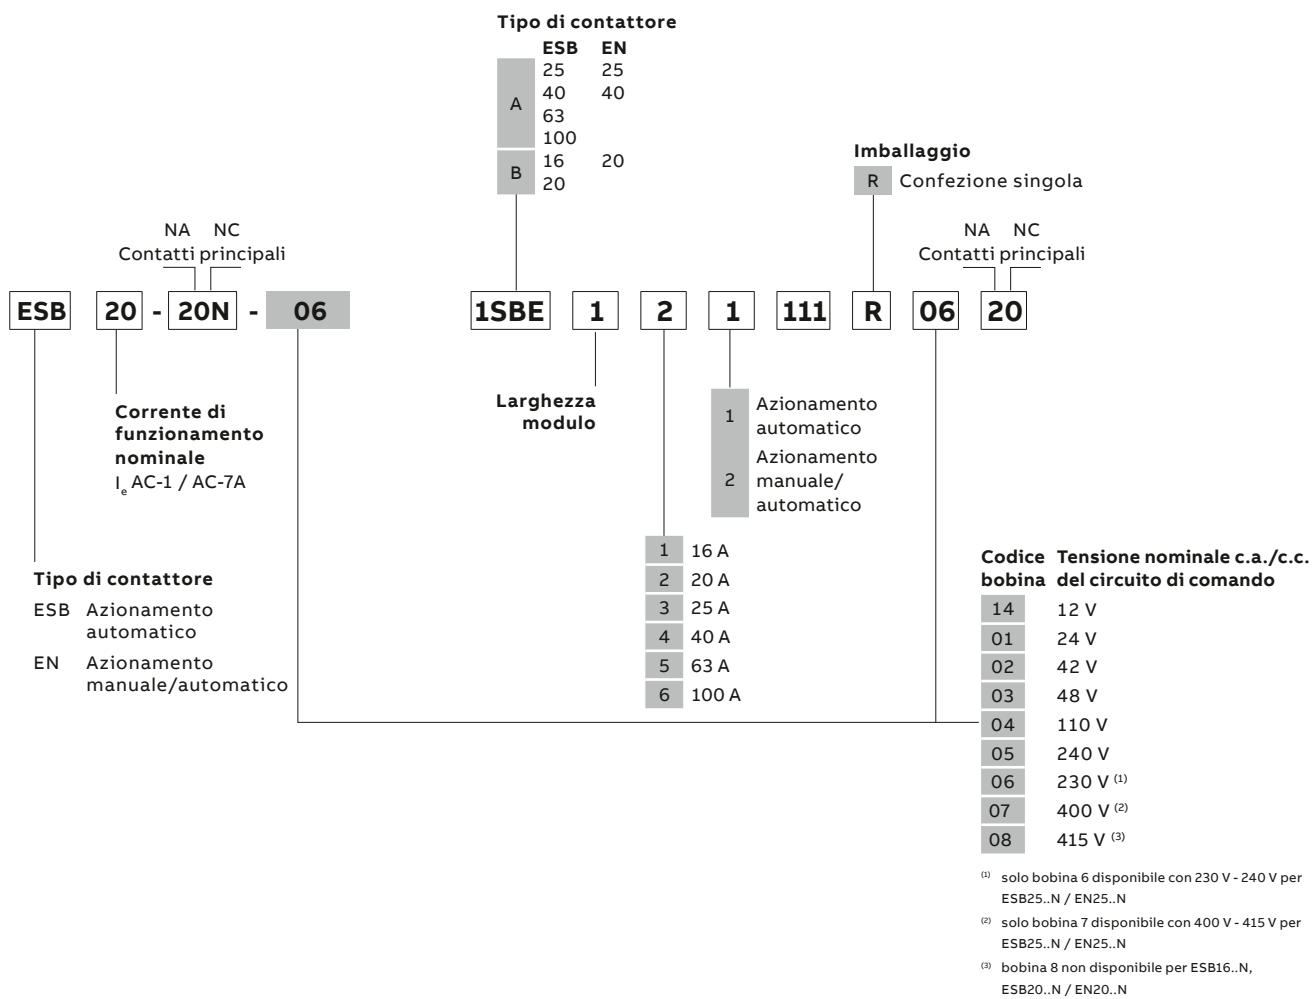 Tipo di contattore
ESB EN
A
25 25
40 40
63
100
B
16 20
20
Imballaggio
R Confezione singola
NA NC
Contatti principali
NA NC
Contatti principali
ESB 20 - 20N - 06
1SBE 1 2 1 111 R 06 20
Corrente di
funzionamento
nominale
Ie AC-1 / AC-7A
Larghezza
modulo
1 Azionamento
automatico
2 Azionamento
manuale/
automatico
Tipo di contattore
ESB Azionamento
automatico
EN Azionamento
manuale/automatico
1 16 A
2 20 A
3 25 A
4 40 A
5 63 A
6 100 A
Codice Tensione nominale c.a./c.c.
bobina del circuito di comando
14 12 V
01 24 V
02 42 V
03 48 V
04 110 V
05 240 V
06 230 V (1)
07 400 V (2)
08 415 V (3)
(1) solo bobina 6 disponibile con 230 V - 240 V per
ESB25..N / EN25..N
(2) solo bobina 7 disponibile con 400 V - 415 V per
ESB25..N / EN25..N
(3) bobina 8 non disponibile per ESB16..N,
ESB20..N / EN20..N